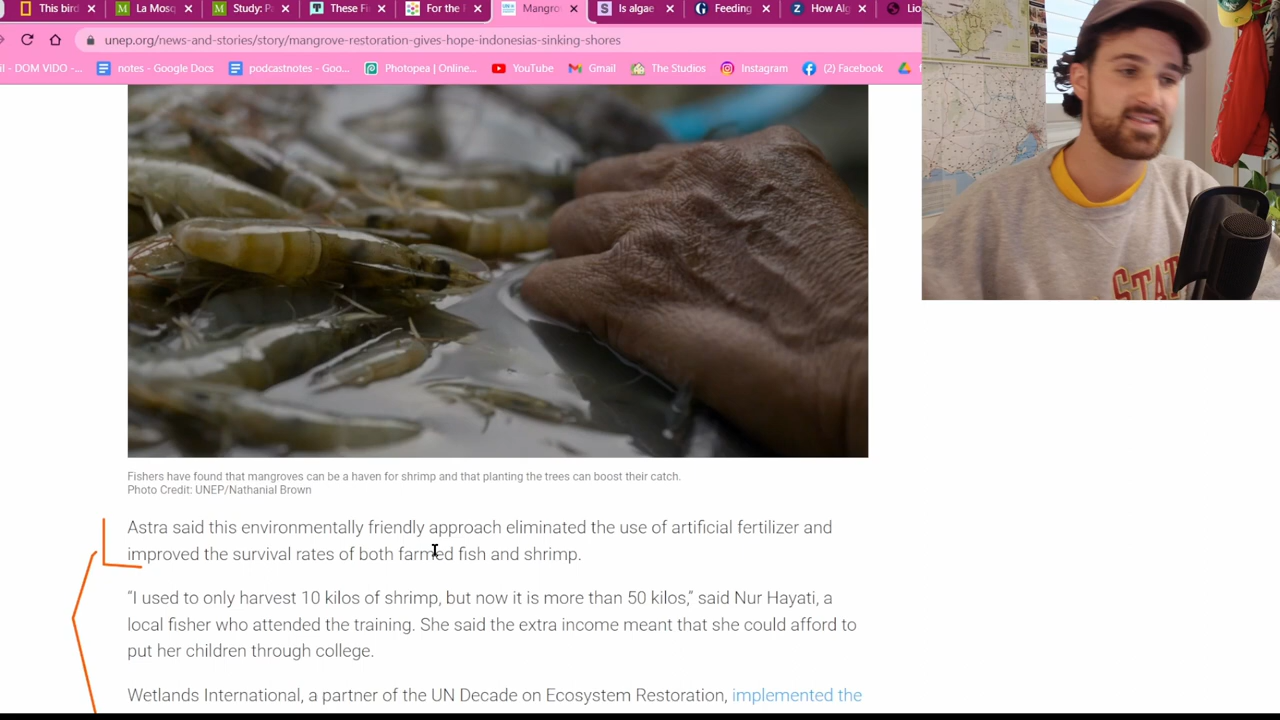 This bird
La Mosq
Study: P
These Fi
For the
Mangro
Is algae
Feeding
How Alg
Lio
unep.org/news-and-stories/story/mangrove-restoration-gives-hope-indonesias-sinking-shores
il - DOM VIDO -...
notes - Google Docs
podcastnotes - Goo...
Photopea | Online...
YouTube
Gmail
The Studios
Instagram
(2) Facebook
STAT
Fishers have found that mangroves can be a haven for shrimp and that planting the trees can boost their catch.
Photo Credit: UNEP/Nathanial Brown
Astra said this environmentally friendly approach eliminated the use of artificial fertilizer and
improved the survival rates of both farmed fish and shrimp.
“I used to only harvest 10 kilos of shrimp, but now it is more than 50 kilos,” said Nur Hayati, a
local fisher who attended the training. She said the extra income meant that she could afford to
put her children through college.
Wetlands International, a partner of the UN Decade on Ecosystem Restoration, implemented the